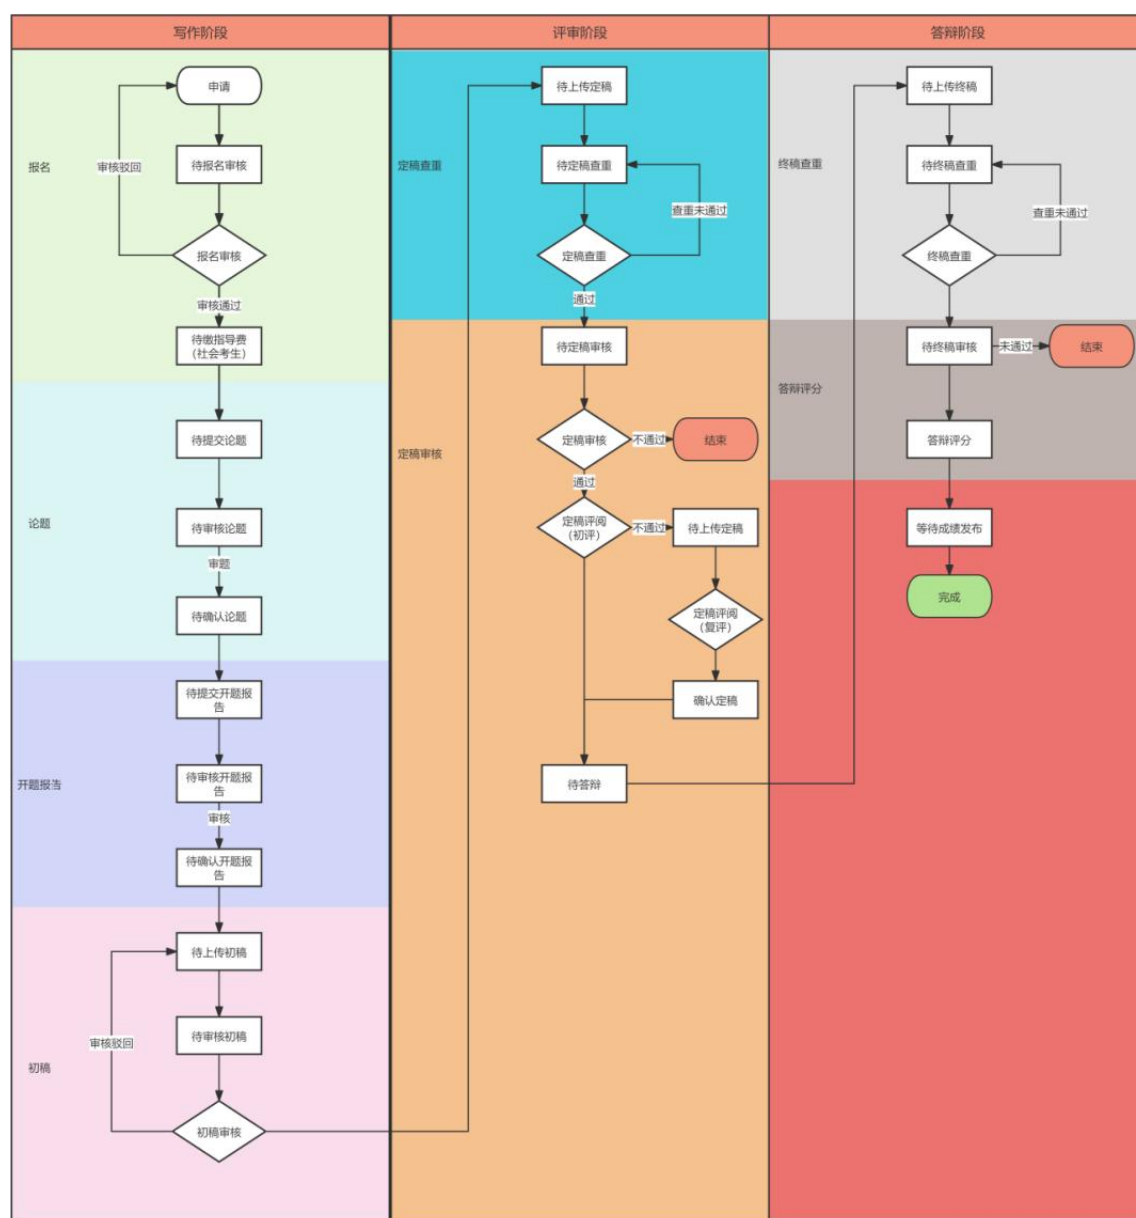 写作阶段
评审阶段
答辩阶段
报名
申请
审核驳回
待报名审核
报名审核
审核通过
待缴指导费
（社会考生）
论题
待提交论题
待审核论题
审题
待确认论题
开题报告
待提交开题报
告
待审核开题报
告
审核
待确认开题报
告
初稿
待上传初稿
审核驳回
待审核初稿
初稿审核
定稿查重
待上传定稿
待定稿查重
查重未通过
定稿查重
通过
定稿审核
待定稿审核
定稿审核
不通过
结束
通过
定稿评阅
（初评）
不通过
待上传定稿
定稿评阅
（复评）
确认定稿
待答辩
终稿查重
待上传终稿
待终稿查重
查重未通过
终稿查重
答辩评分
待终稿审核
未通过
结束
答辩评分
等待成绩发布
完成